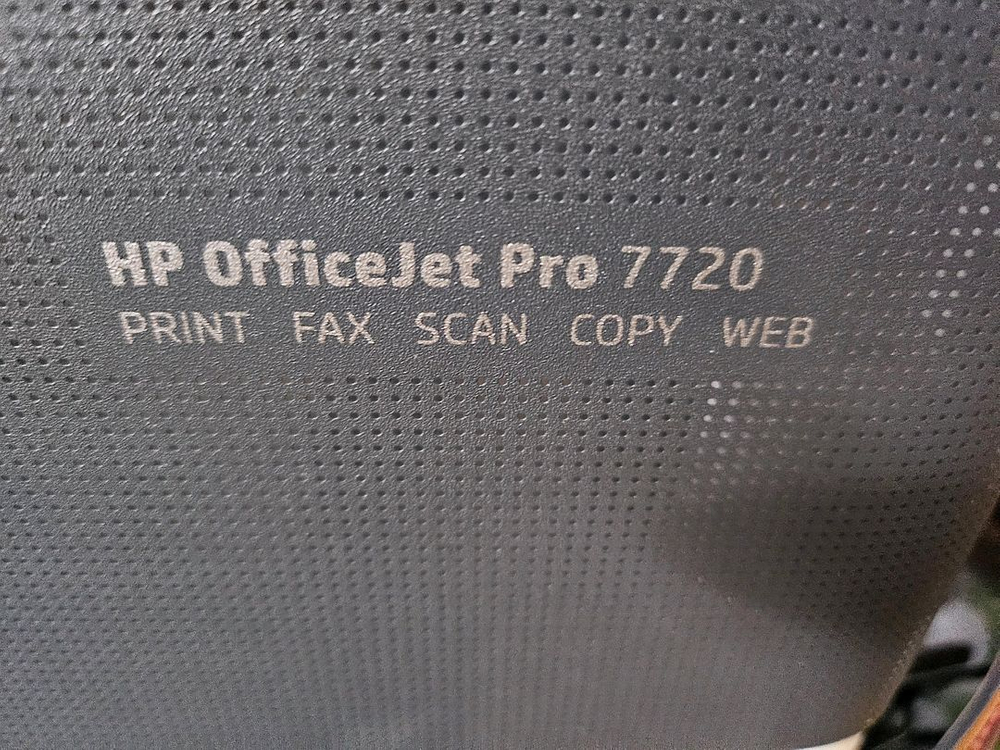 HP OfficeJet Pro 7720
PRINT FAX SCAN COPY WEB